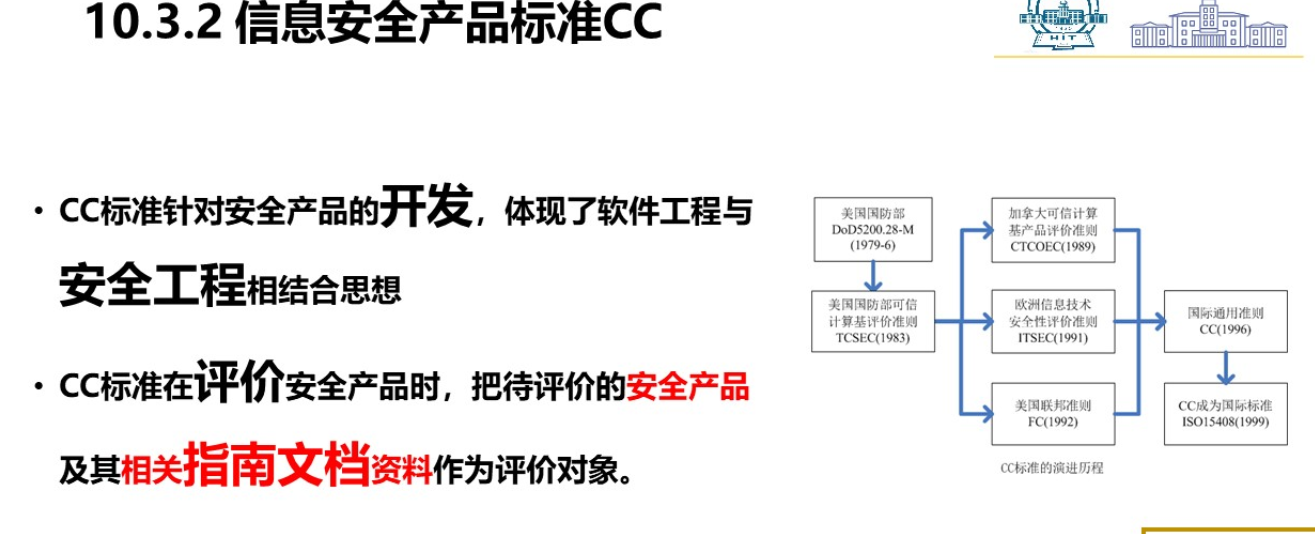 10.3.2 信息安全产品标准CC
HIT
• CC标准针对安全产品的开发，体现了软件工程与
安全工程相结合思想
• CC标准在评价安全产品时，把待评价的安全产品
及其相关指南文档资料作为评价对象。
美国国防部
DoD5200.28-M
(1979-6)
美国国防部可信
计算基评价准则
TCSEC(1983)
加拿大可信计算
基产品评价准则
CTCOEC(1989)
欧洲信息技术
安全性评价准则
ITSEC(1991)
美国联邦准则
FC(1992)
国际通用准则
CC(1996)
CC成为国际标准
ISO15408(1999)
CC标准的演进历程